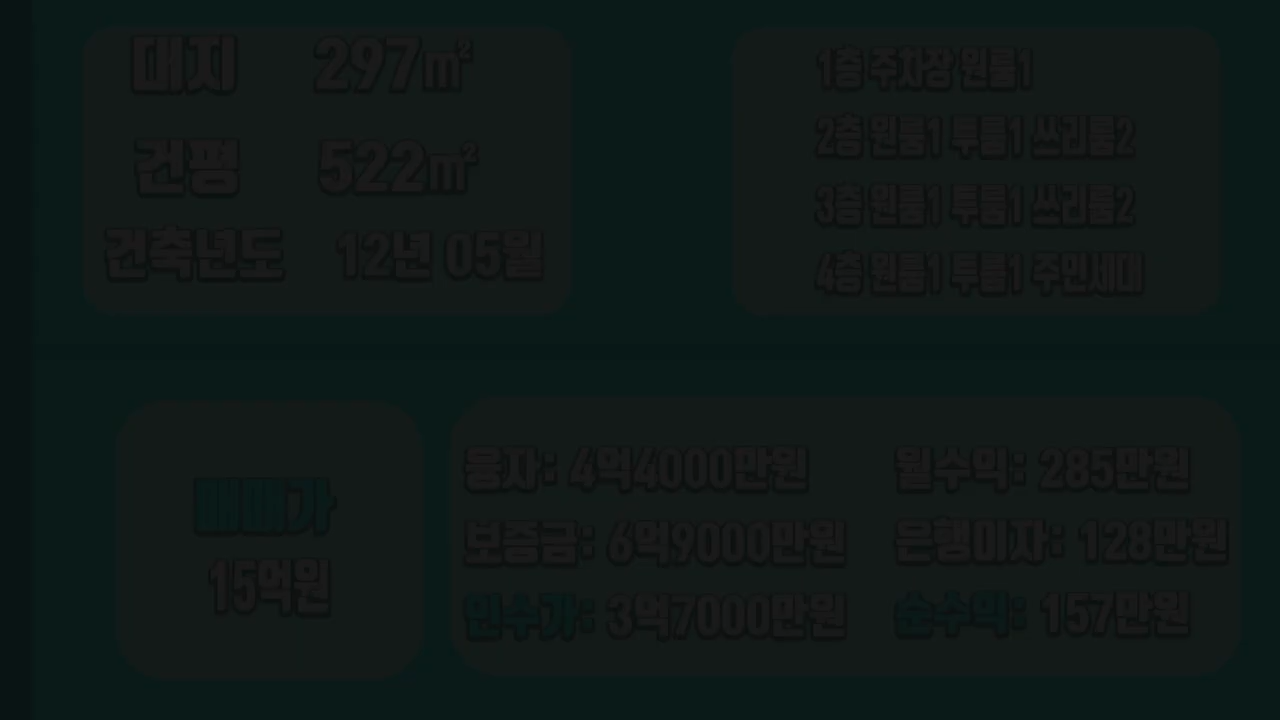 대지 297㎡
건평 522㎡
건축년도 12년 05월
1층 주차장 원룸1
2층 원룸1 투룸1 쓰리룸2
3층 원룸1 투룸1 쓰리룸2
4층 원룸1 투룸1 주인세대
매매가
15억원
융자: 4억4000만원
보증금: 6억9000만원
인수가: 3억7000만원
월수익: 285만원
은행이자: 128만원
순수익: 157만원